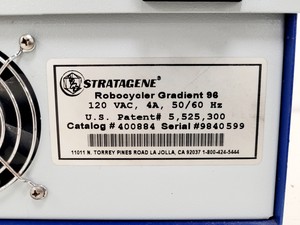 STRATAGENE®
Robocycler Gradient 96
120 VAC, 4A, 50/60 Hz
U.S. Patent# 5,525,300
Catalog # 400884 Serial #9840599
11011 N. TORREY PINES ROAD LA JOLLA, CA 92037 1-800-424-5444